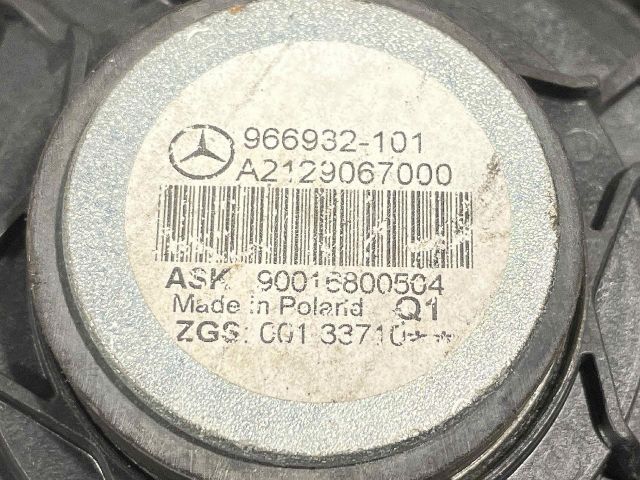 966932-101
A2129067000
ASK 90016800504
Made in Poland Q1
ZGS: 001 33710**